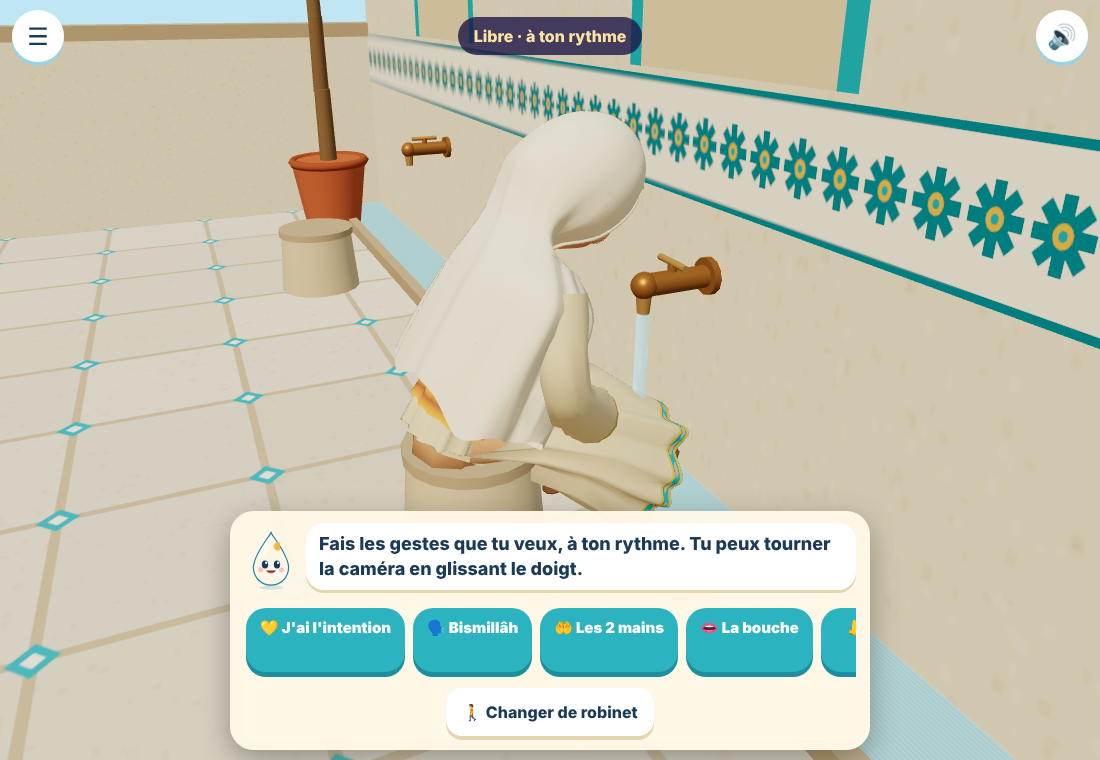 Libre · à ton rythme
Fais les gestes que tu veux, à ton rythme. Tu peux tourner
la caméra en glissant le doigt.
J'ai l'intention
Bismillâh
Les 2 mains
La bouche
Changer de robinet